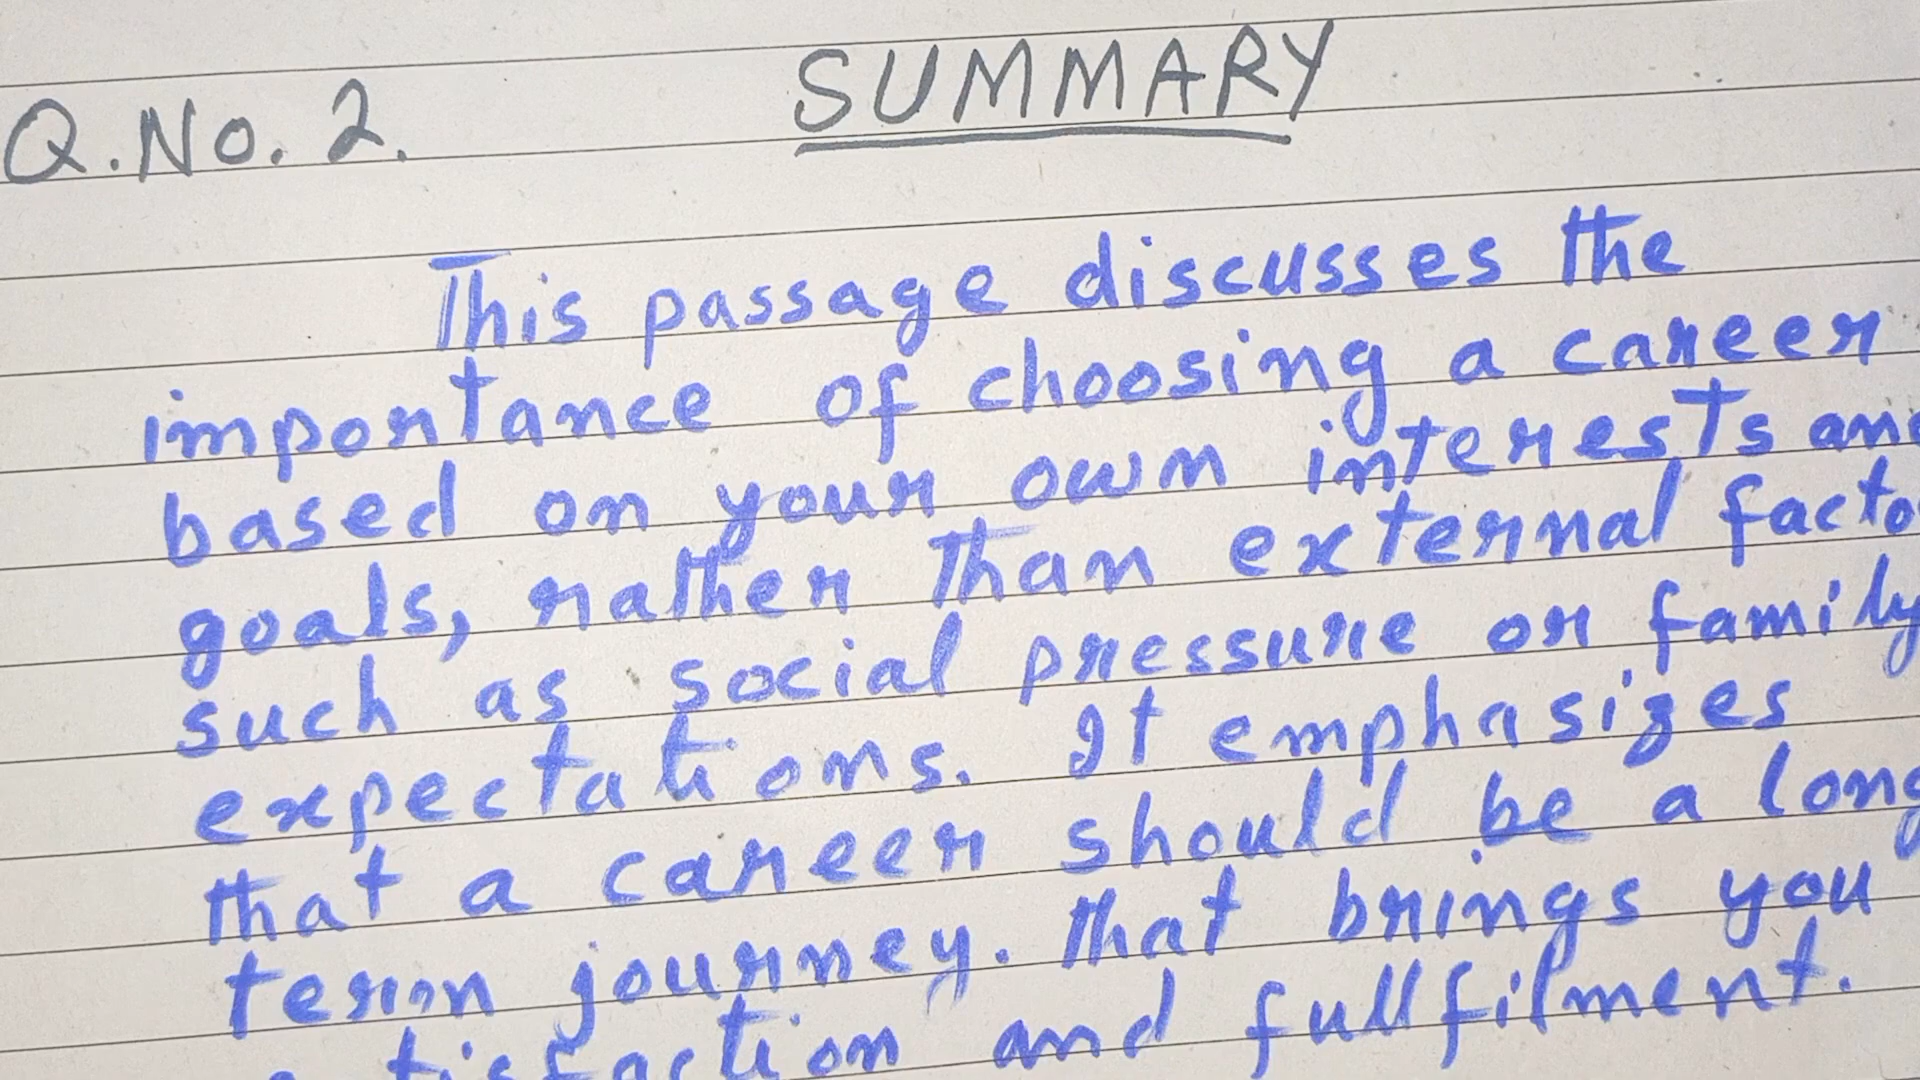 Q.No. 2. SUMMARY
This passage discusses the
importance of choosing a career
based on your own interests and
goals, rather than external facto
such as social pressure or family
expectations. It emphasizes
that a career should be a long
term journey. that brings you
satisfaction and fullfilment.